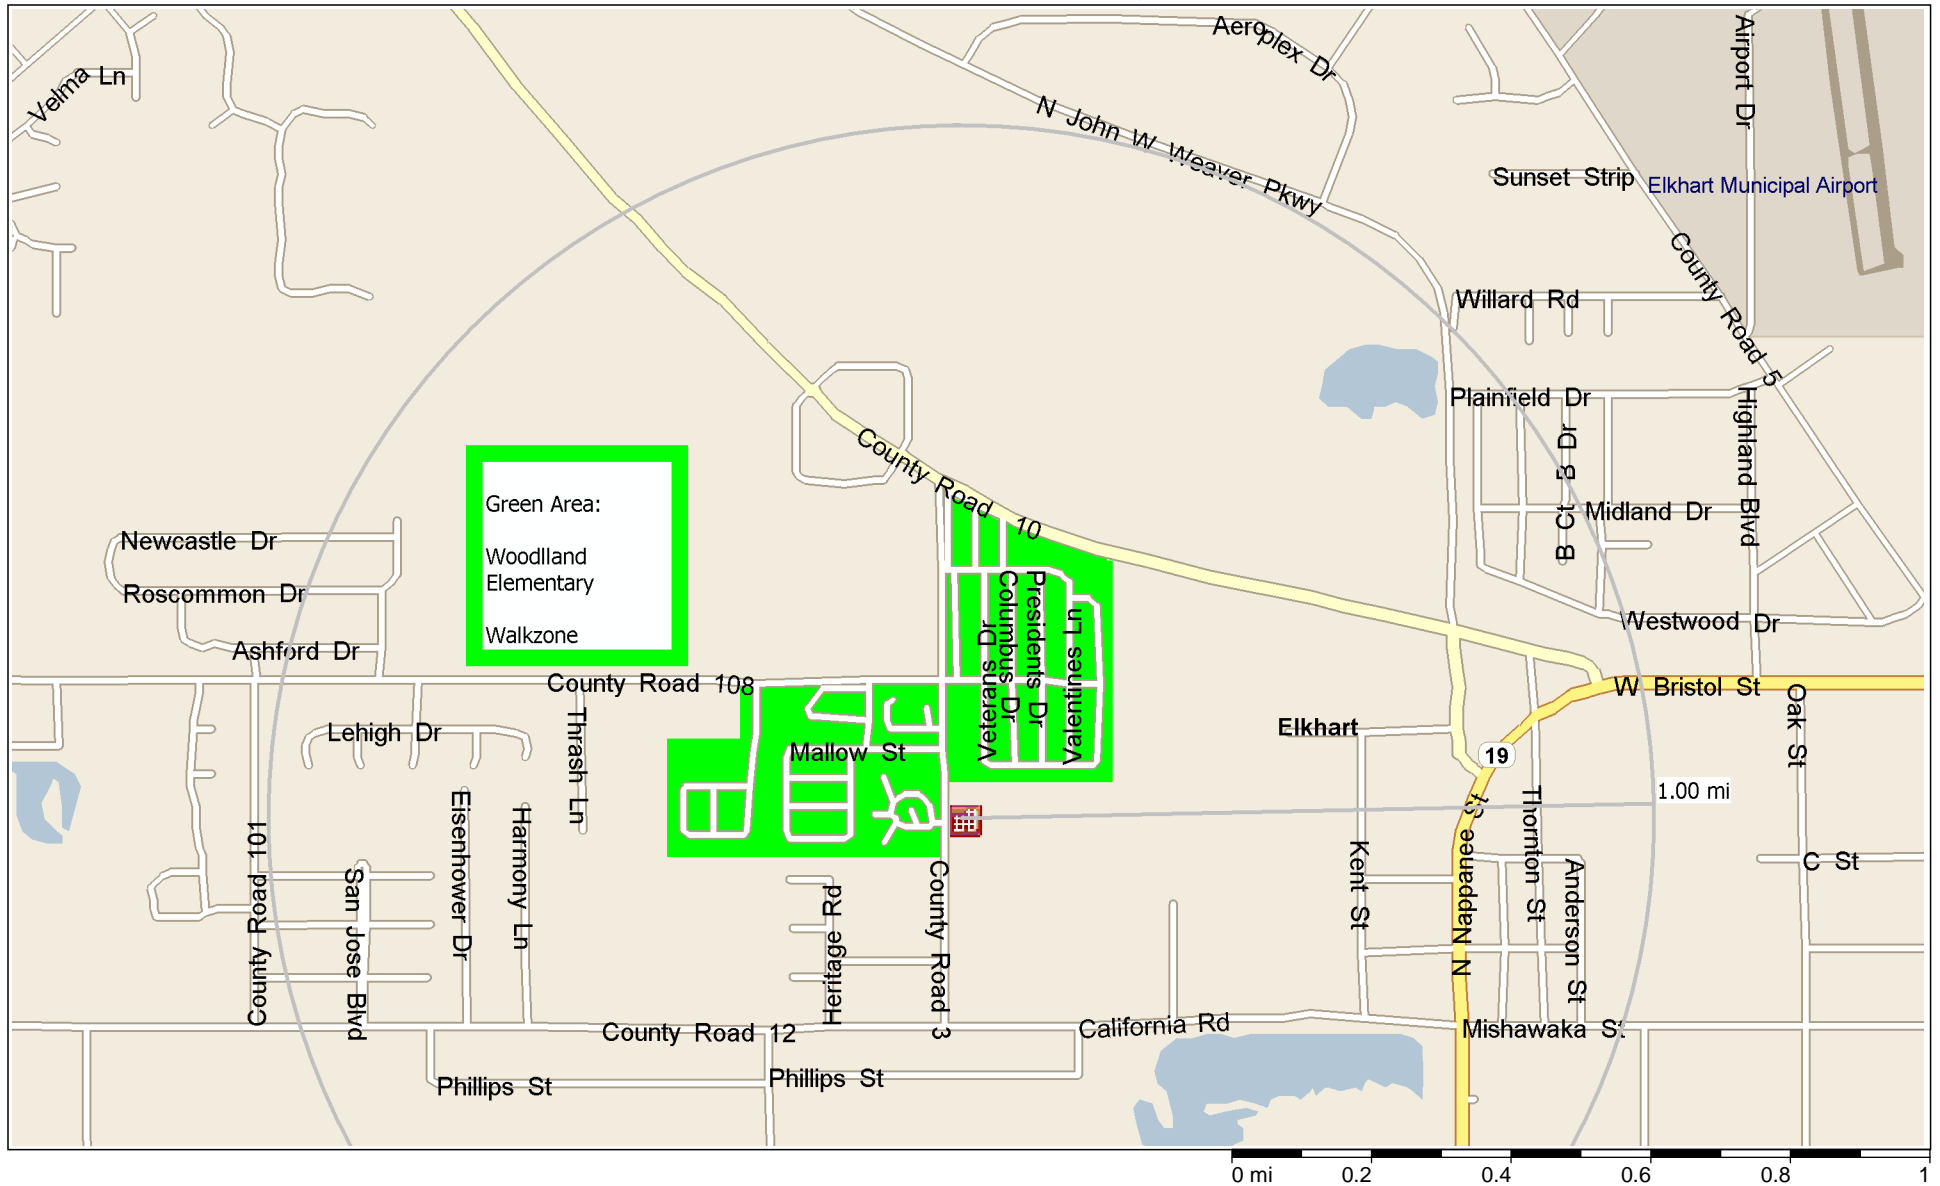 Aeroplex Dr
Airport Dr
Velma Ln
N John W Weaver Pkwy
Sunset Strip
Elkhart Municipal Airport
County Road 5
Willard Rd
Plainfield Dr
Highland Blvd
B Ct B Dr
Midland Dr
County Road 10
Green Area:
Woodlland
Elementary
Walkzone
Newcastle Dr
Roscommon Dr
Ashford Dr
Westwood Dr
Veterans Dr
Columbus Dr
Presidents Dr
Valentines Ln
County Road 108
W Bristol St
Oak St
Thrash Ln
Lehigh Dr
Mallow St
Elkhart
19
1.00 mi
County Road 101
San Jose Blvd
Eisenhower Dr
Harmony Ln
Heritage Rd
County Road 3
Kent St
N Nappanee St
Thornton St
Anderson St
C St
County Road 12
California Rd
Mishawaka St
Phillips St
Phillips St
0 mi 0.2 0.4 0.6 0.8 1